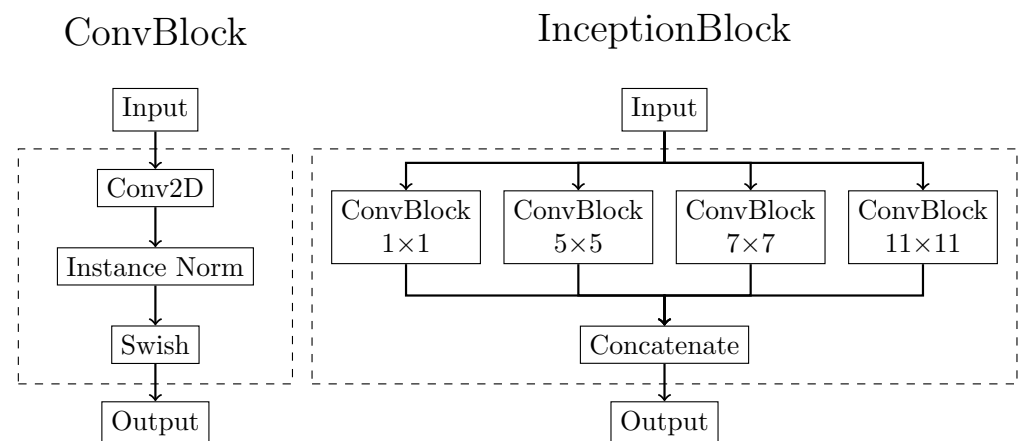 ConvBlock
Input
Conv2D
Instance Norm
Swish
Output
InceptionBlock
Input
ConvBlock
1×1
ConvBlock
5×5
ConvBlock
7×7
ConvBlock
11×11
Concatenate
Output